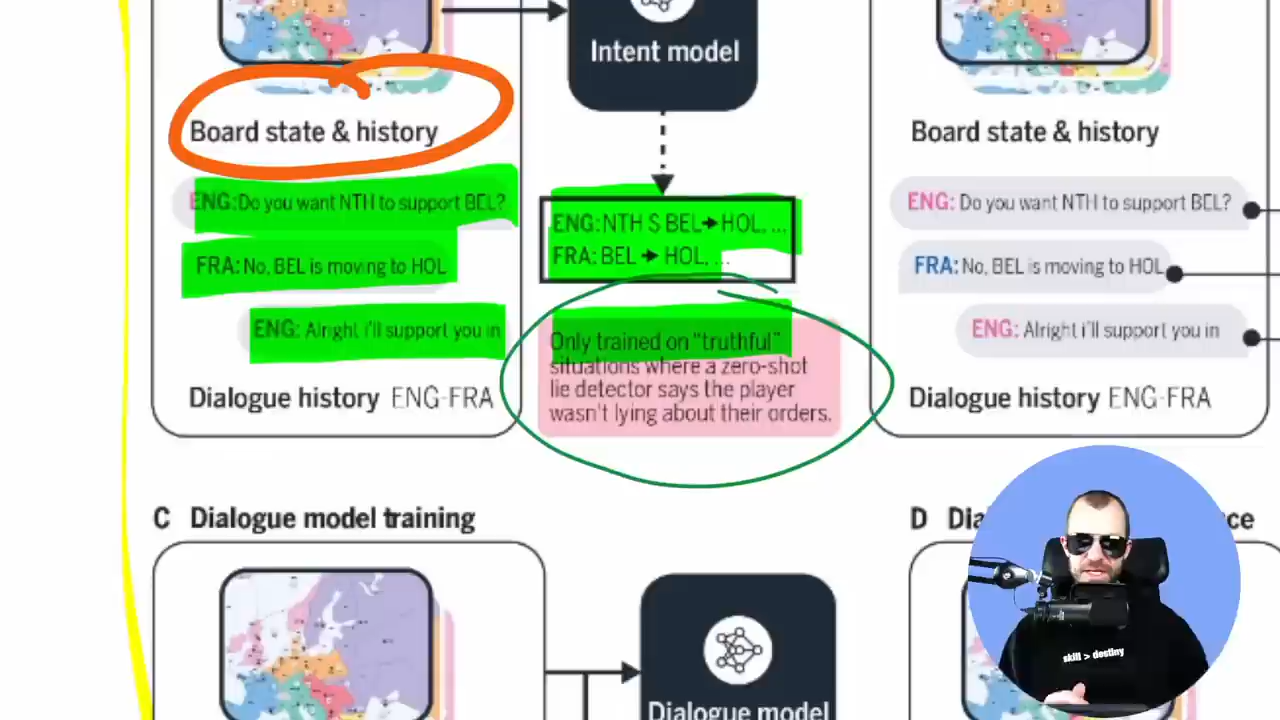 Intent model
Board state & history
ENG: Do you want NTH to support BEL?
FRA: No, BEL is moving to HOL
ENG: Alright i'll support you in
Dialogue history ENG-FRA
ENG: NTH S BEL→HOL, ...
FRA: BEL → HOL, ...
Only trained on "truthful"
situations where a zero-shot
lie detector says the player
wasn't lying about their orders.
Board state & history
ENG: Do you want NTH to support BEL?
FRA: No, BEL is moving to HOL
ENG: Alright i'll support you in
Dialogue history ENG-FRA
C Dialogue model training
Dialogue model
D
skill > destiny